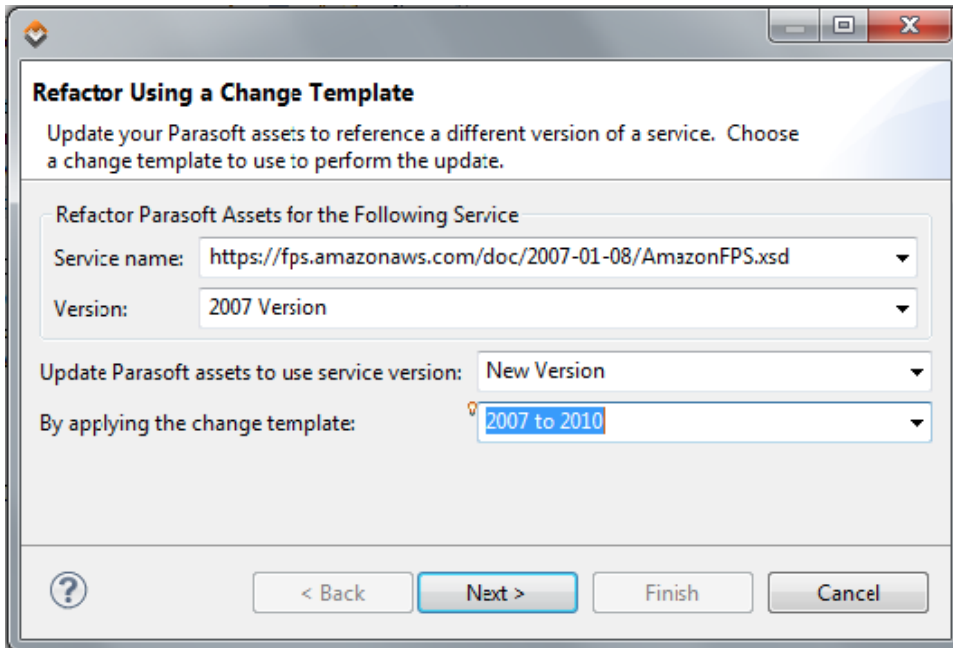 Refactor Using a Change Template
Update your Parasoft assets to reference a different version of a service. Choose
a change template to use to perform the update.
Refactor Parasoft Assets for the Following Service
Service name: https://fps.amazonaws.com/doc/2007-01-08/AmazonFPS.xsd
Version: 2007 Version
Update Parasoft assets to use service version: New Version
By applying the change template: 2007 to 2010
? < Back Next > Finish Cancel